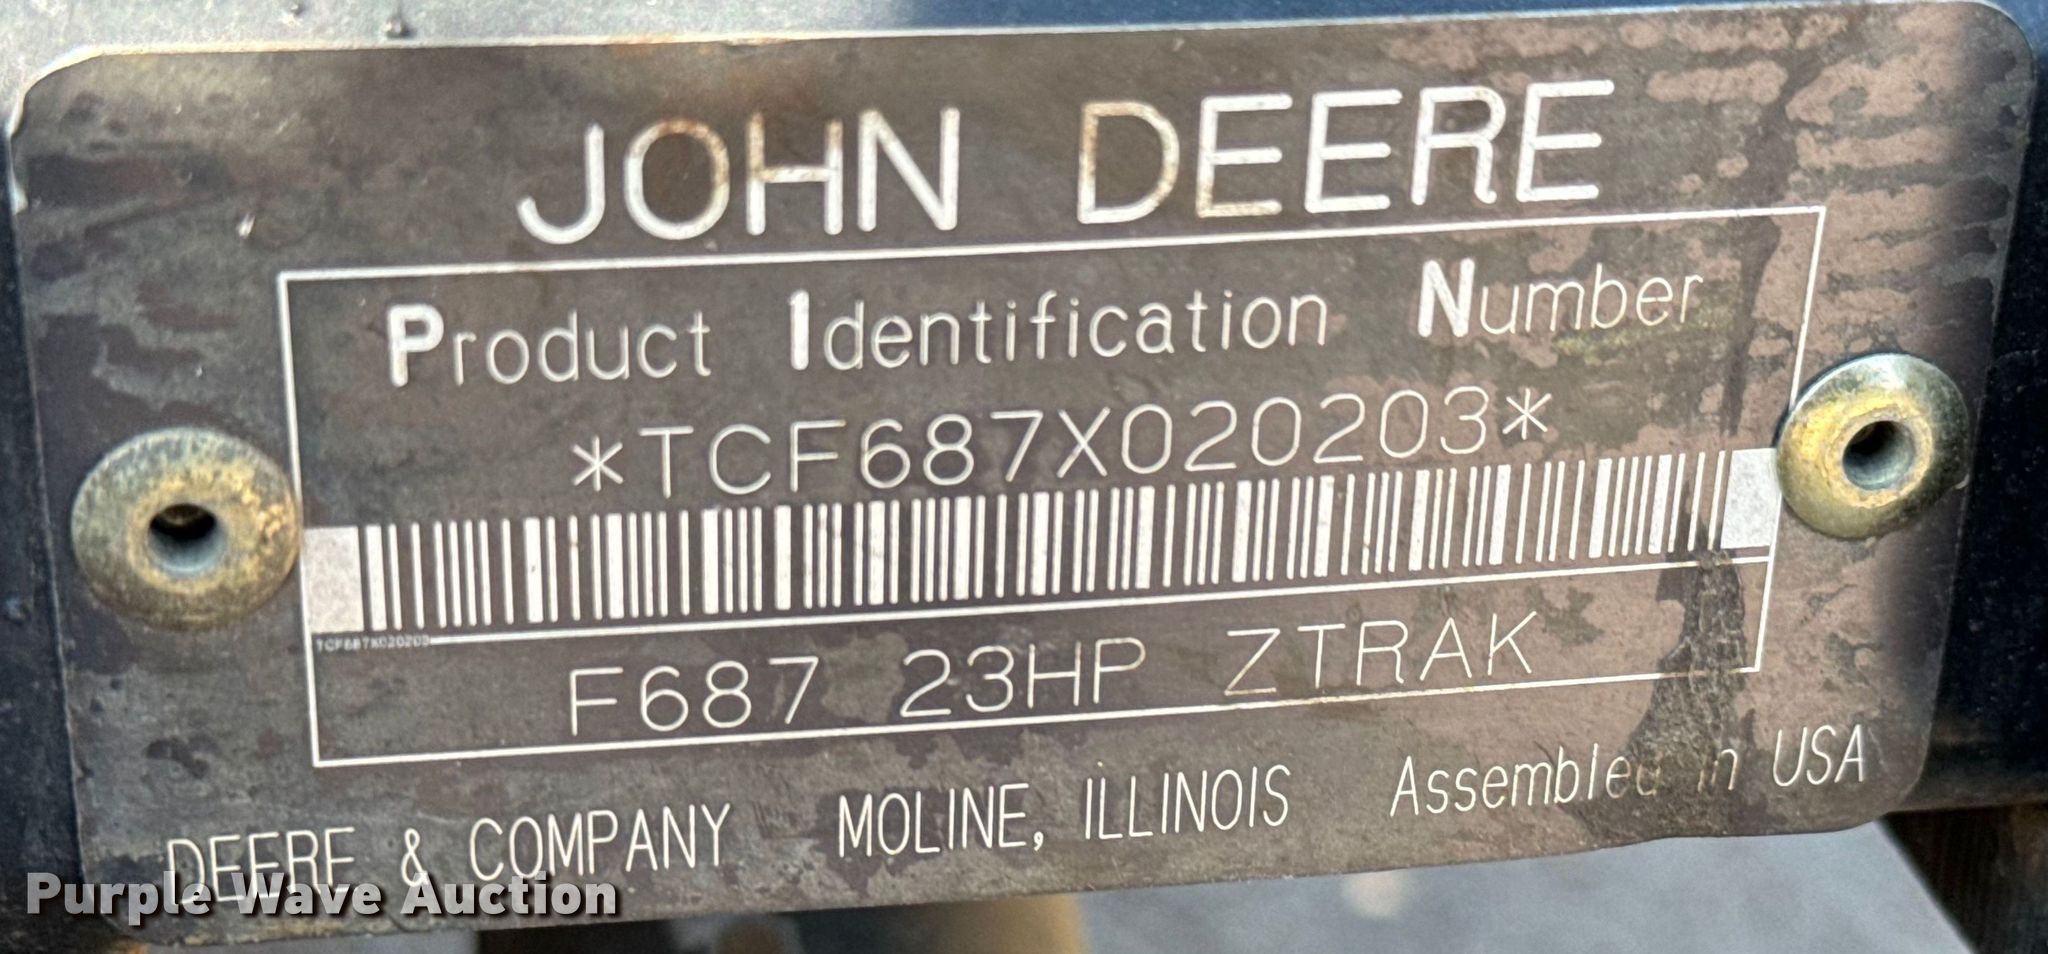 JOHN DEERE
Product Identification Number
*TCF687X020203*
TCF687X020203
F687 23HP ZTRAK
DEERE & COMPANY MOLINE, ILLINOIS Assembled in USA
Purple Wave Auction